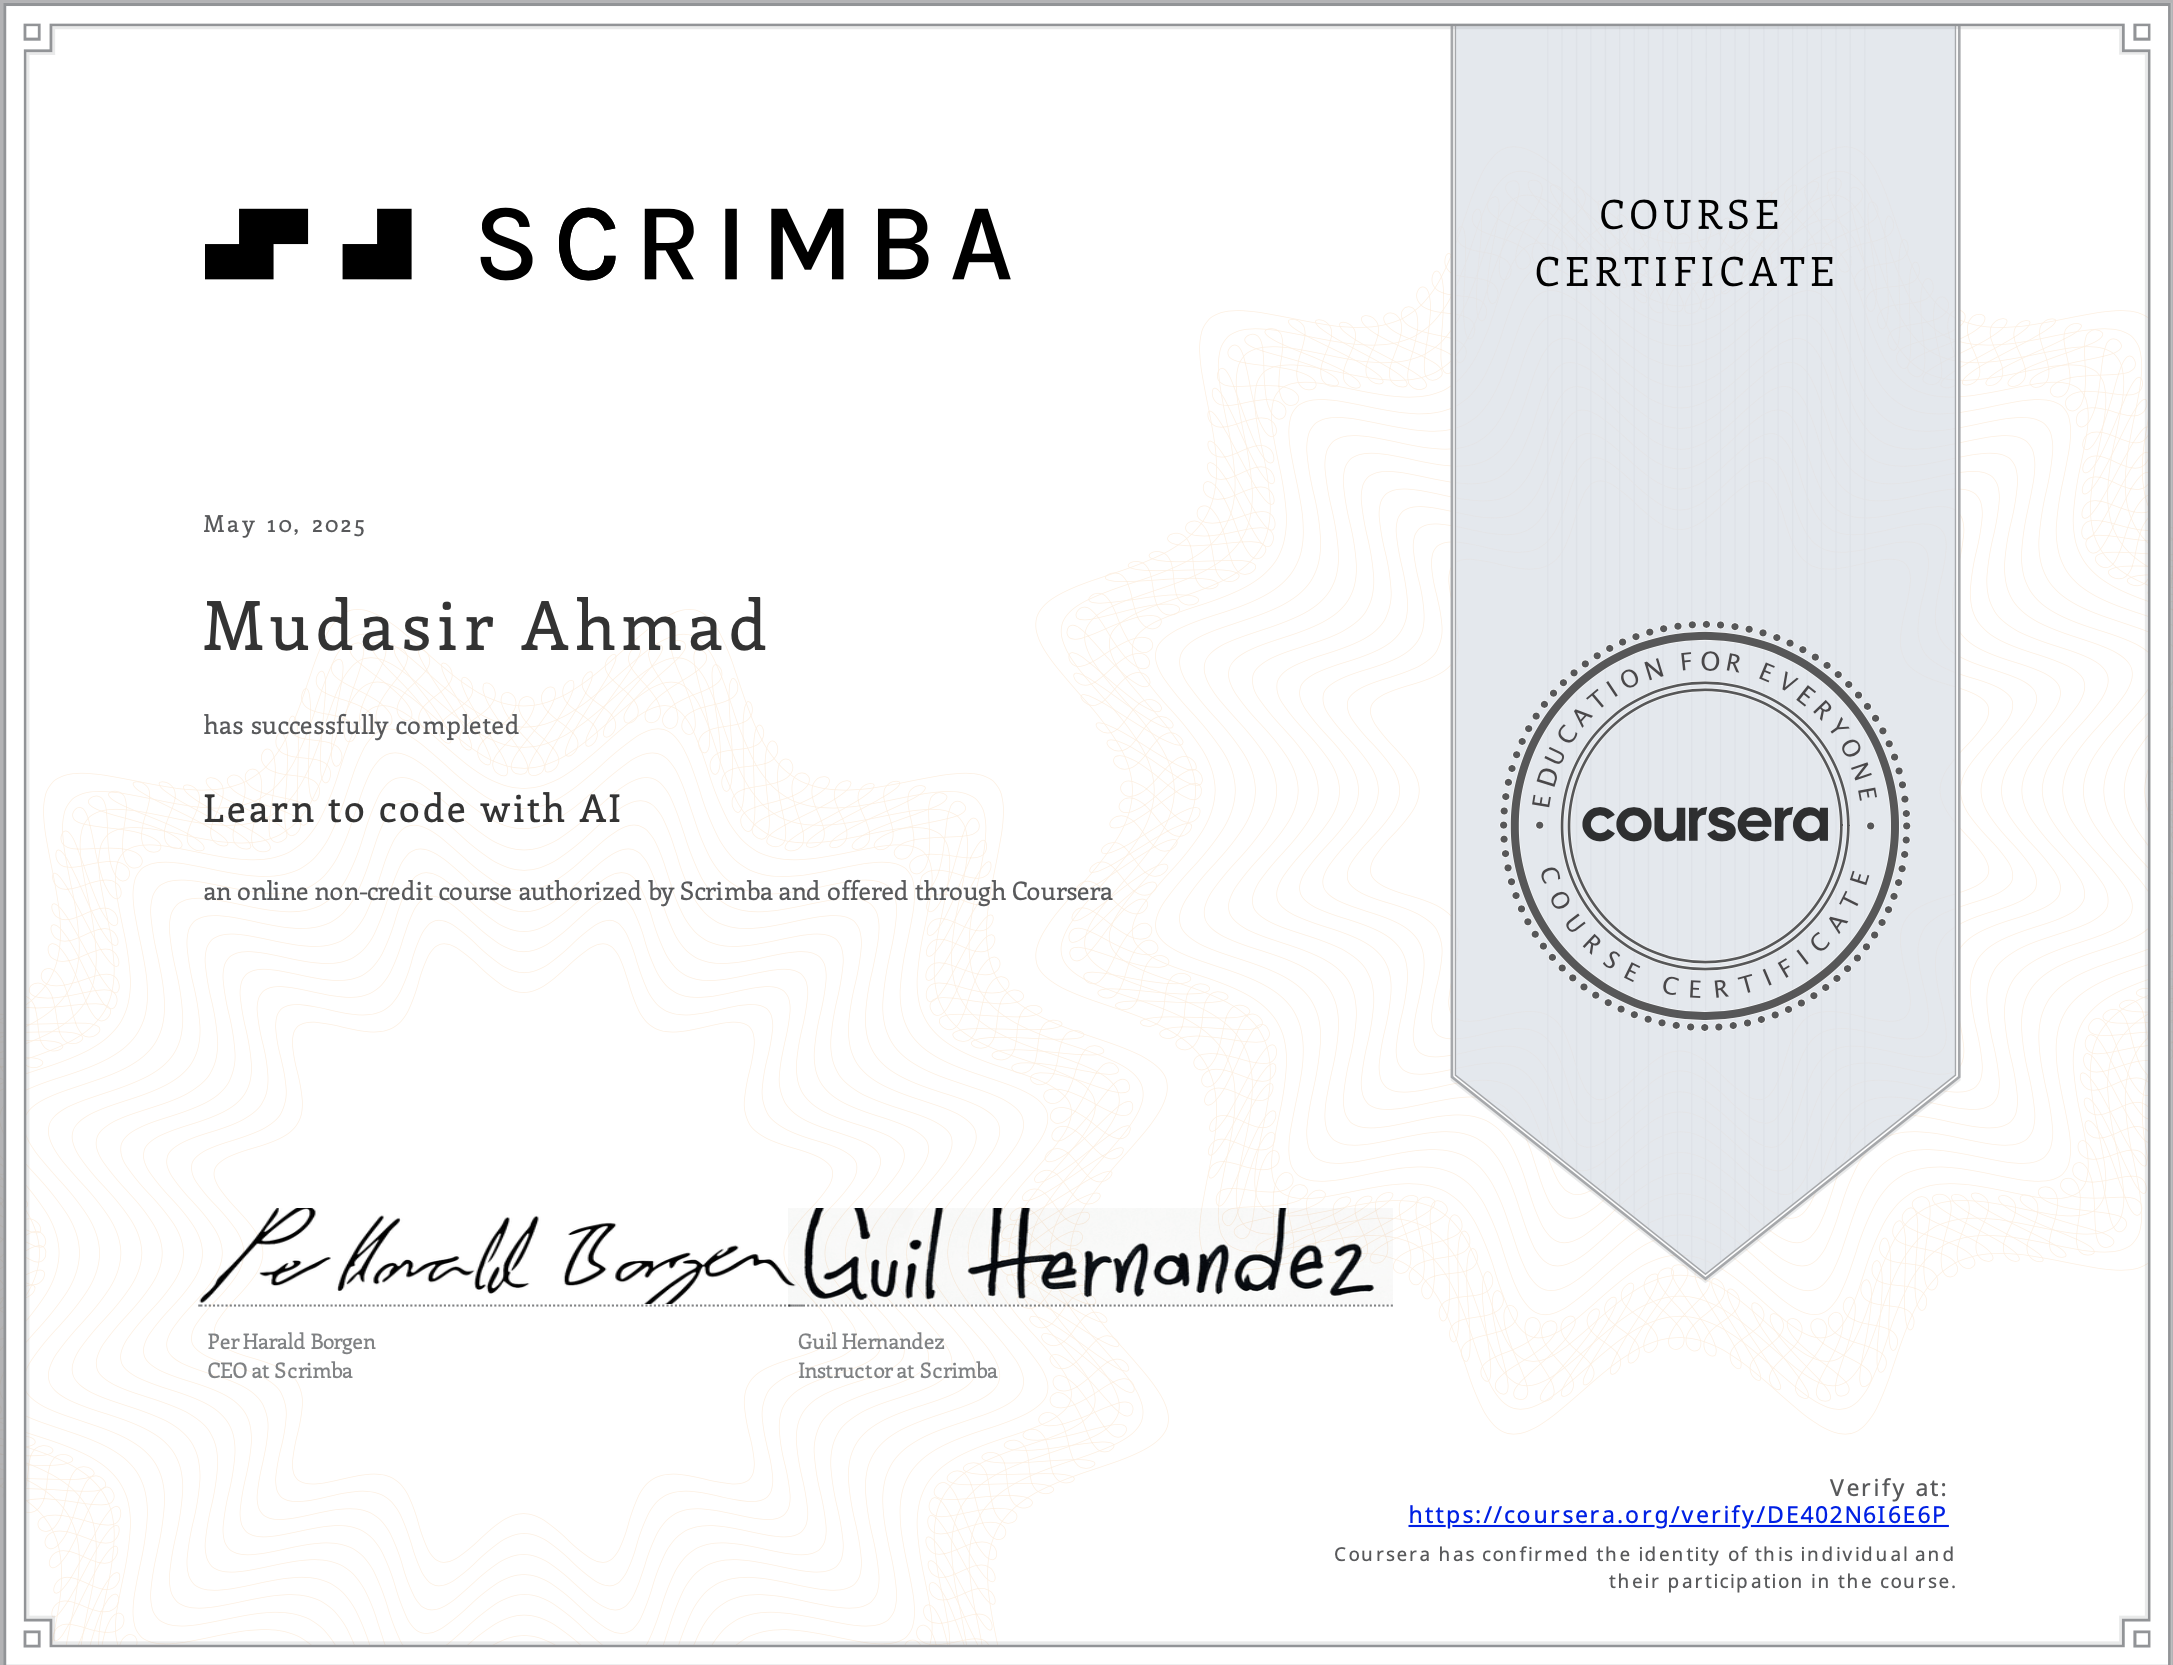 SCRIMBA
COURSE
CERTIFICATE
May 10, 2025
Mudasir Ahmad
has successfully completed
Learn to code with AI
an online non-credit course authorized by Scrimba and offered through Coursera
EDUCATION FOR EVERYONE
coursera
COURSE CERTIFICATE
Per Harald Borgen Guil Hernandez
Per Harald Borgen
CEO at Scrimba
Guil Hernandez
Instructor at Scrimba
Verify at:
https://coursera.org/verify/DE402N6I6E6P
Coursera has confirmed the identity of this individual and
their participation in the course.